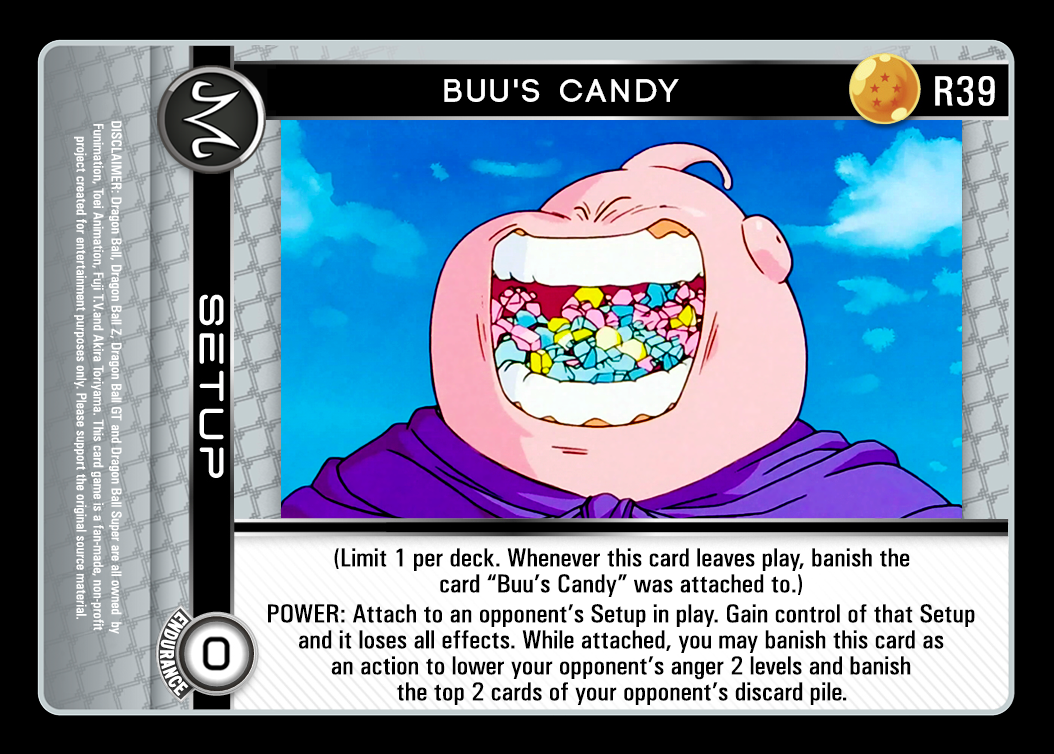 BUU'S CANDY
R39
M
SETUP
DISCLAIMER: Dragon Ball, Dragon Ball Z, Dragon Ball GT and Dragon Ball Super are all owned by
Funimation, Toei Animation, Fuji T.V.and Akira Toriyama. This card game is a fan-made, non-profit
project created for entertainment purposes only. Please support the original source material.
(Limit 1 per deck. Whenever this card leaves play, banish the
card “Buu’s Candy” was attached to.)
POWER: Attach to an opponent’s Setup in play. Gain control of that Setup
and it loses all effects. While attached, you may banish this card as
an action to lower your opponent’s anger 2 levels and banish
the top 2 cards of your opponent’s discard pile.
ENDURANCE
0